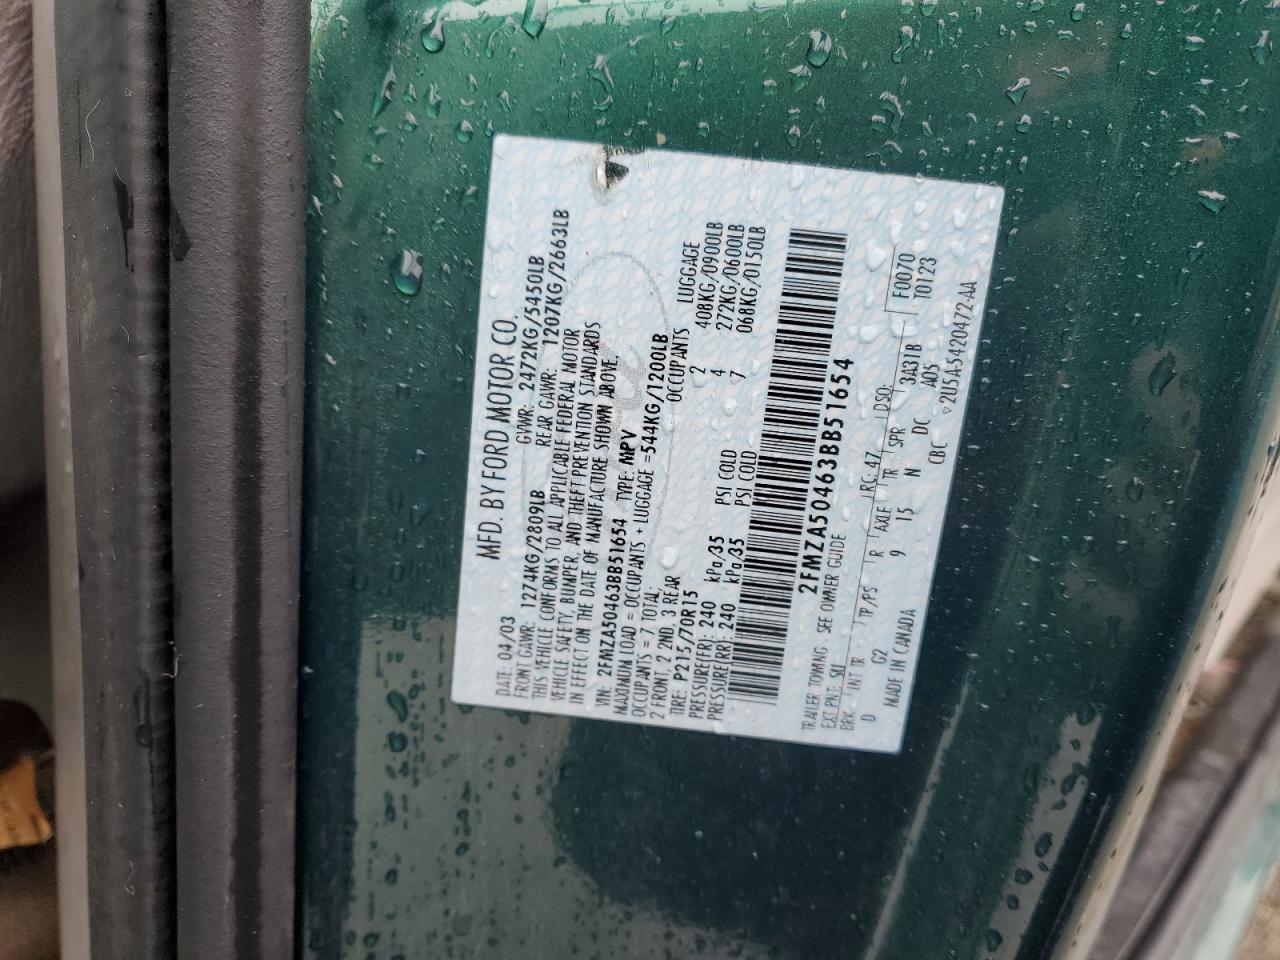 MFD. BY FORD MOTOR CO.
DATE: 04/03 GVWR: 2472KG/5450LB
FRONT GAWR: 1274KG/2809LB REAR GAWR: 1207KG/2663LB
THIS VEHICLE CONFORMS TO ALL APPLICABLE FEDERAL MOTOR
VEHICLE SAFETY, BUMPER, AND THEFT PREVENTION STANDARDS
IN EFFECT ON THE DATE OF MANUFACTURE SHOWN ABOVE.
VIN: 2FMZA50463BB51654 TYPE: MPV
MAXIMUM LOAD = OCCUPANTS + LUGGAGE = 544KG/1200LB
OCCUPANTS = 7 TOTAL OCCUPANTS LUGGAGE
2 FRONT, 2 2ND, 3 REAR 2 408KG/0900LB
TIRE: P215/70R15 4 272KG/0600LB
PRESSURE(FR): 240 kPa/35 PSI COLD 7 068KG/0150LB
PRESSURE(RR): 240 kPa/35 PSI COLD
2FMZA50463BB51654
TRAILER TOWING - SEE OWNER GUIDE
EXT PNT: SU RC: 47 DSO: F0070
BRK INT TR TP/PS R AXLE TR SPR T0123
D G2 9 15 N DC 3A31B
CBC A05
MADE IN CANADA ▽2U5A-5420472-AA